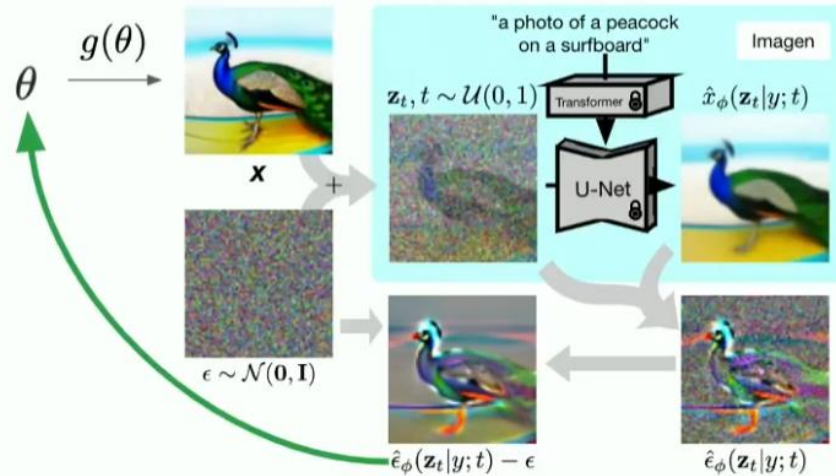 "a photo of a peacock
on a surfboard"
Imagen
g(θ)
θ
z_t, t ∼ U(0, 1)
Transformer
x̂_ϕ(z_t|y; t)
x
+
U-Net
ϵ ∼ N(0, I)
ϵ̂_ϕ(z_t|y; t) − ϵ
ϵ̂_ϕ(z_t|y; t)